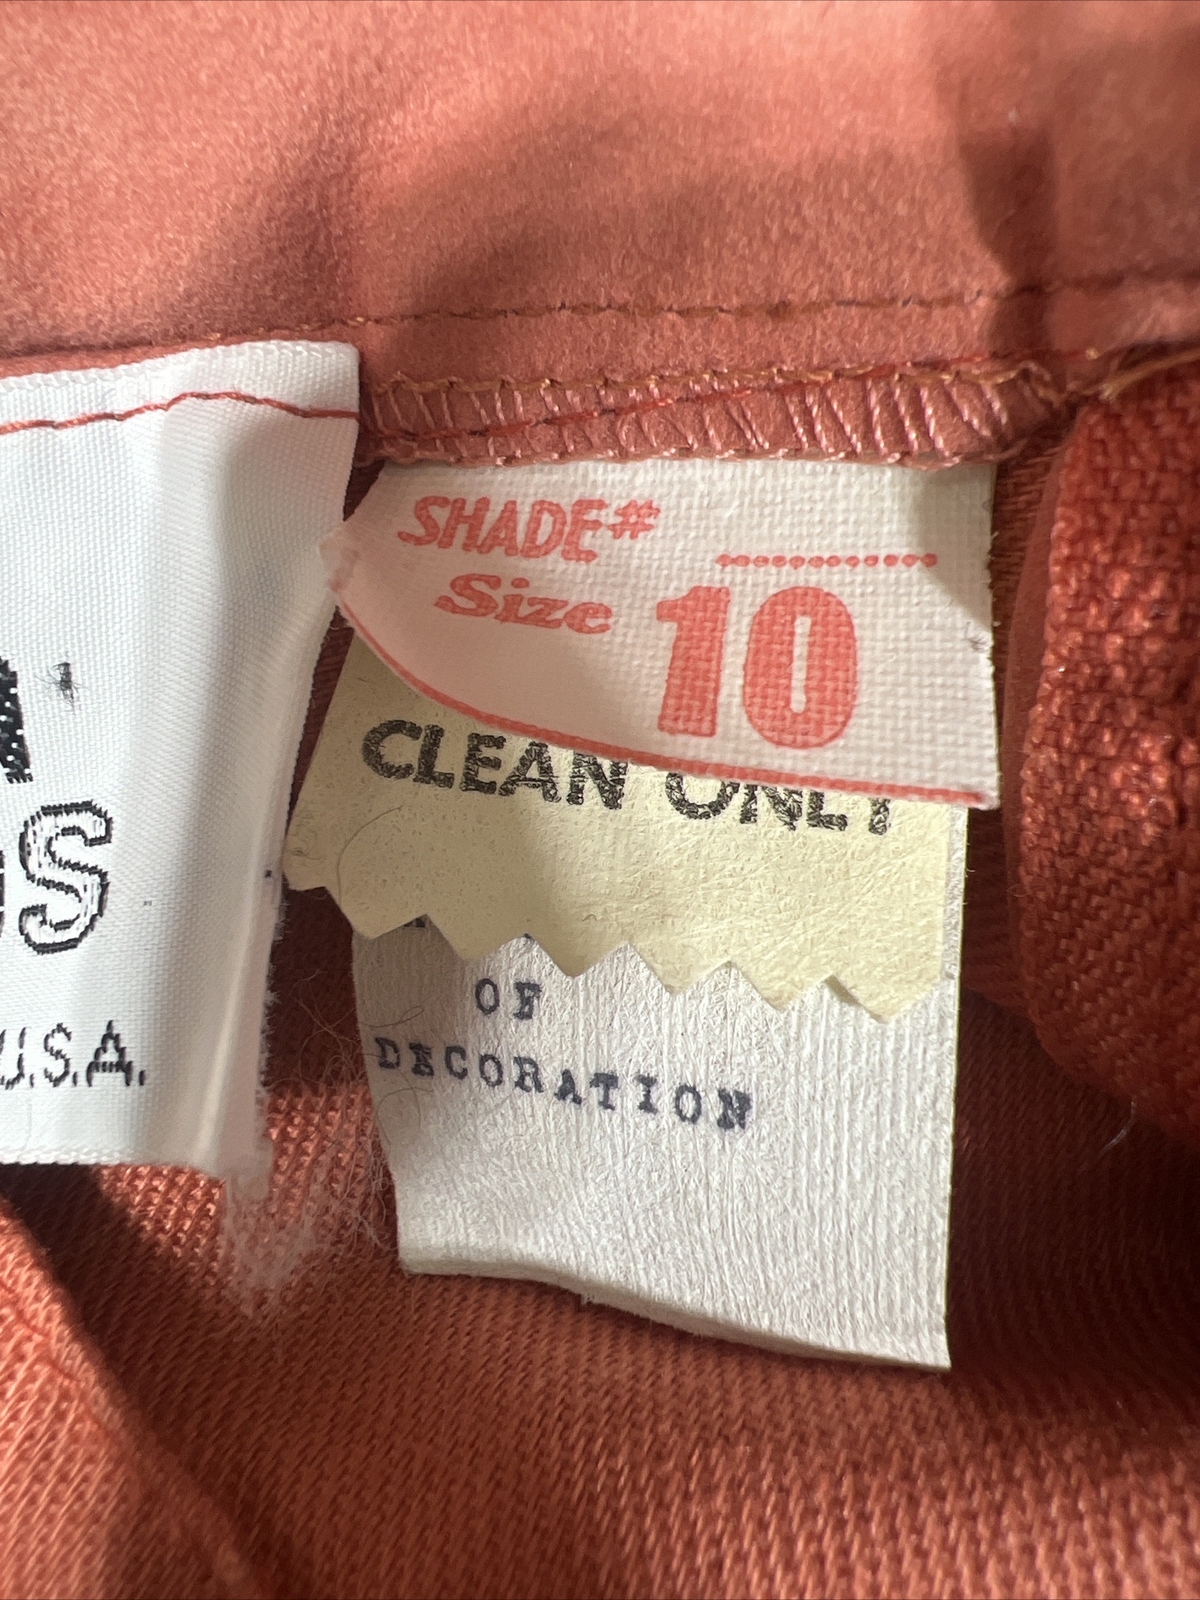 SHADE#
Size 10
CLEAN ONLY
OF
DECORATION
U.S.A.